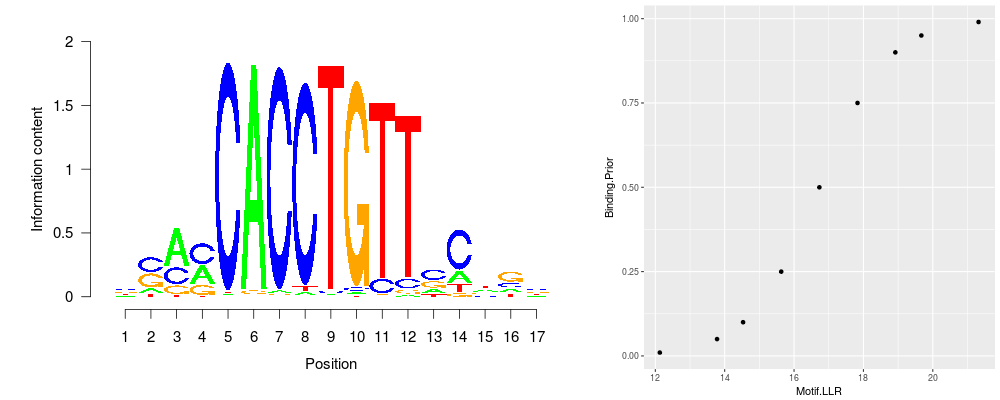 2
1.5
1
0.5
0
Information content
CACCTGTT
1 2 3 4 5 6 7 8 9 10 11 12 13 14 15 16 17
Position
1.00
0.75
0.50
0.25
0.00
Binding.Prior
12 14 16 18 20
Motif.LLR